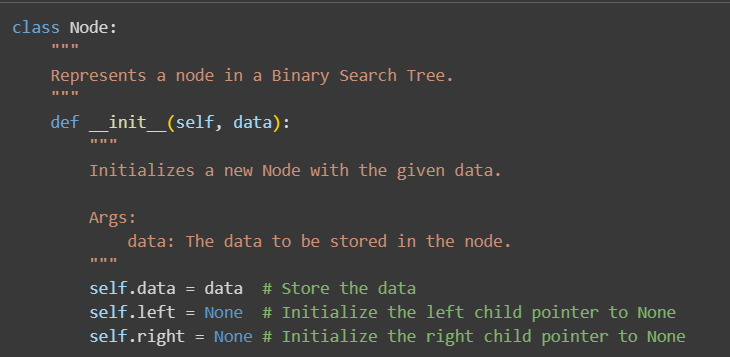 class Node:
    """
    Represents a node in a Binary Search Tree.
    """
    def __init__(self, data):
        """
        Initializes a new Node with the given data.

        Args:
            data: The data to be stored in the node.
        """
        self.data = data  # Store the data
        self.left = None  # Initialize the left child pointer to None
        self.right = None # Initialize the right child pointer to None